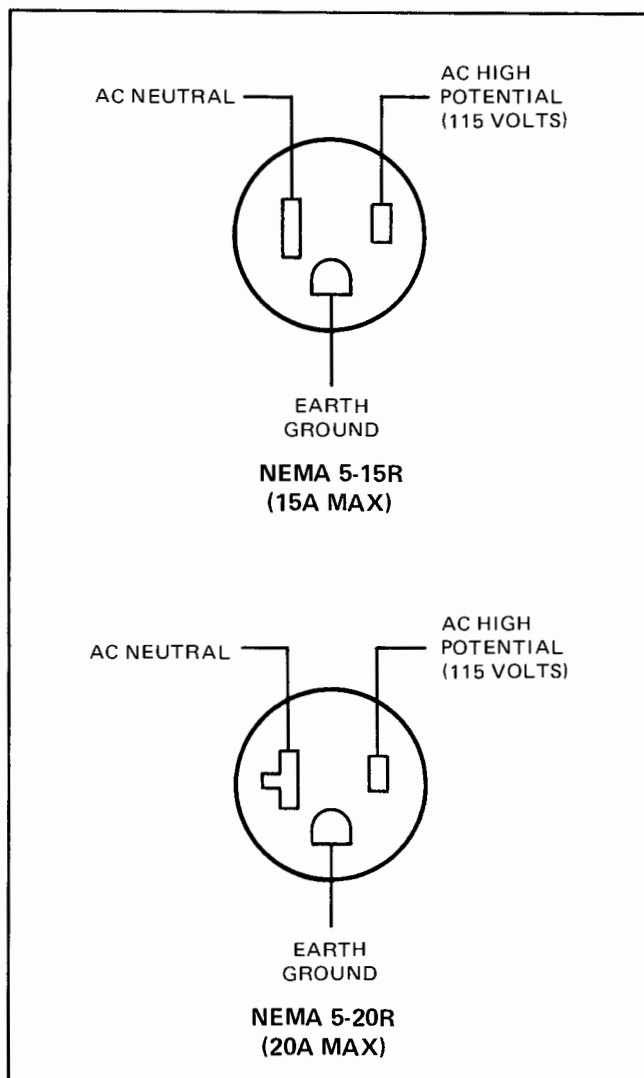 AC NEUTRAL
AC HIGH
POTENTIAL
(115 VOLTS)
EARTH
GROUND
NEMA 5-15R
(15A MAX)
AC NEUTRAL
AC HIGH
POTENTIAL
(115 VOLTS)
EARTH
GROUND
NEMA 5-20R
(20A MAX)